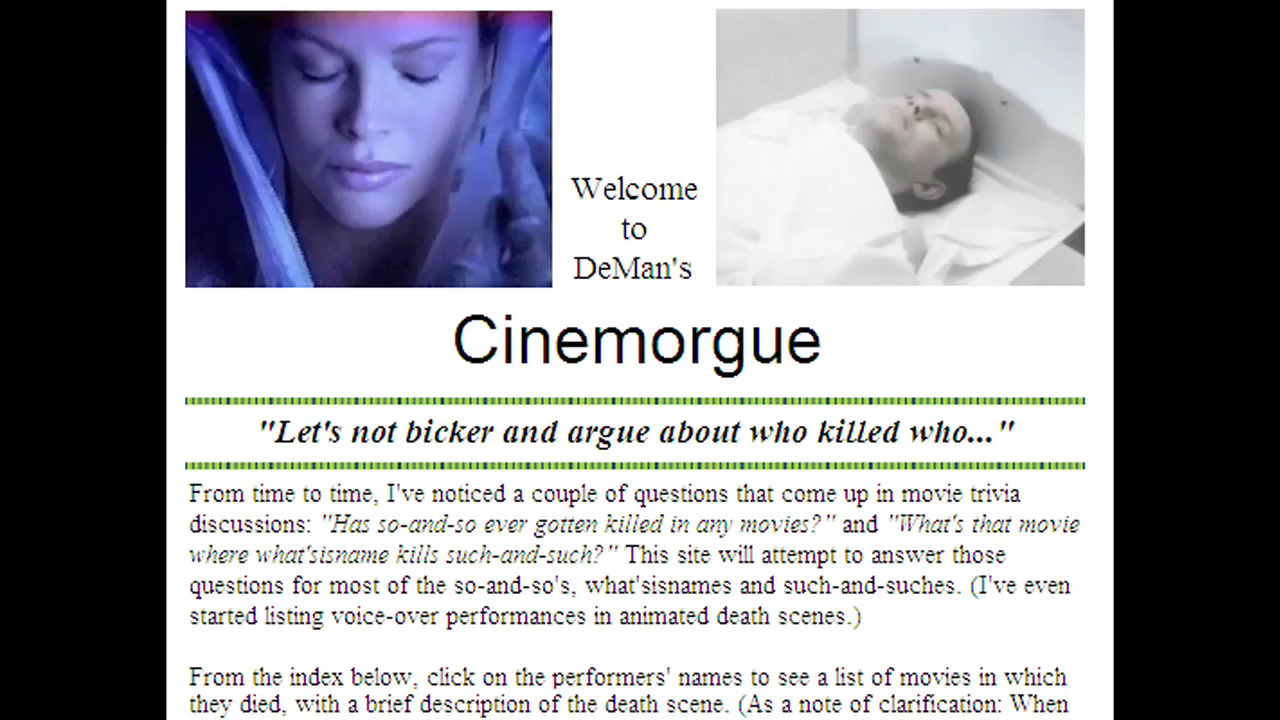 Welcome
to
DeMan's
Cinemorgue
"Let's not bicker and argue about who killed who..."
From time to time, I've noticed a couple of questions that come up in movie trivia
discussions: "Has so-and-so ever gotten killed in any movies?" and "What's that movie
where what'sisname kills such-and-such?" This site will attempt to answer those
questions for most of the so-and-so's, what'sisnames and such-and-suches. (I've even
started listing voice-over performances in animated death scenes.)
From the index below, click on the performers' names to see a list of movies in which
they died, with a brief description of the death scene. (As a note of clarification: When